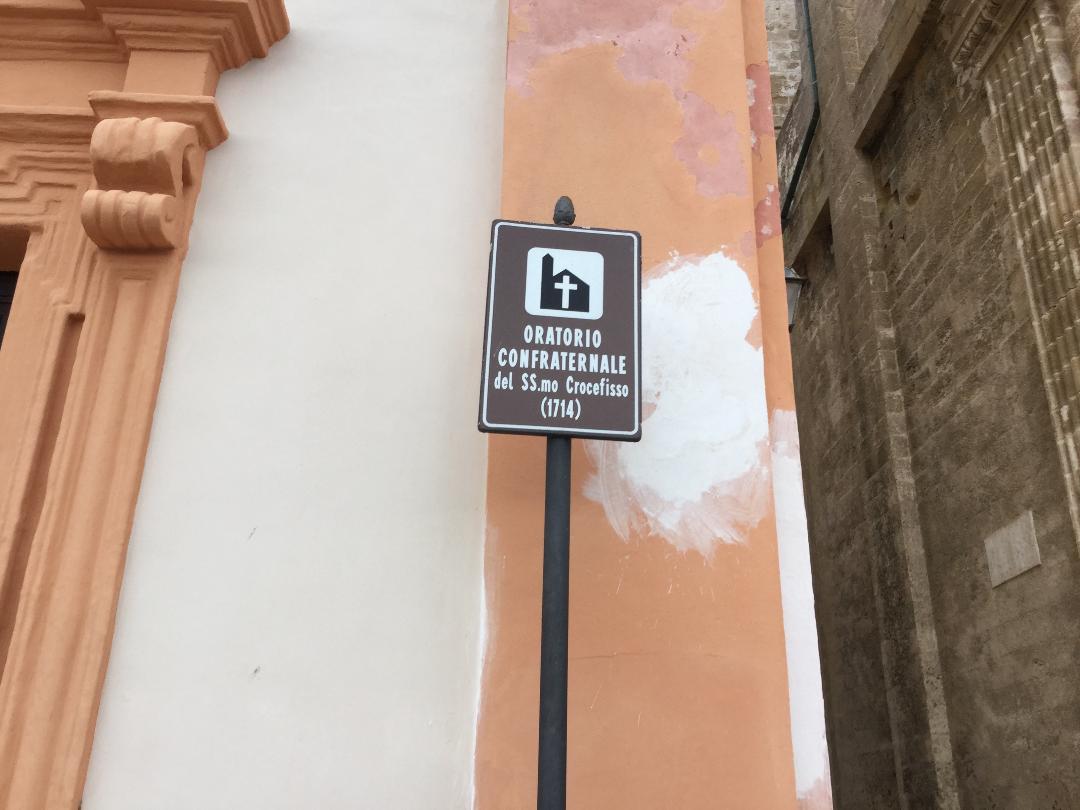 ORATORIO
CONFRATERNALE
del SS.mo Crocefisso
(1714)